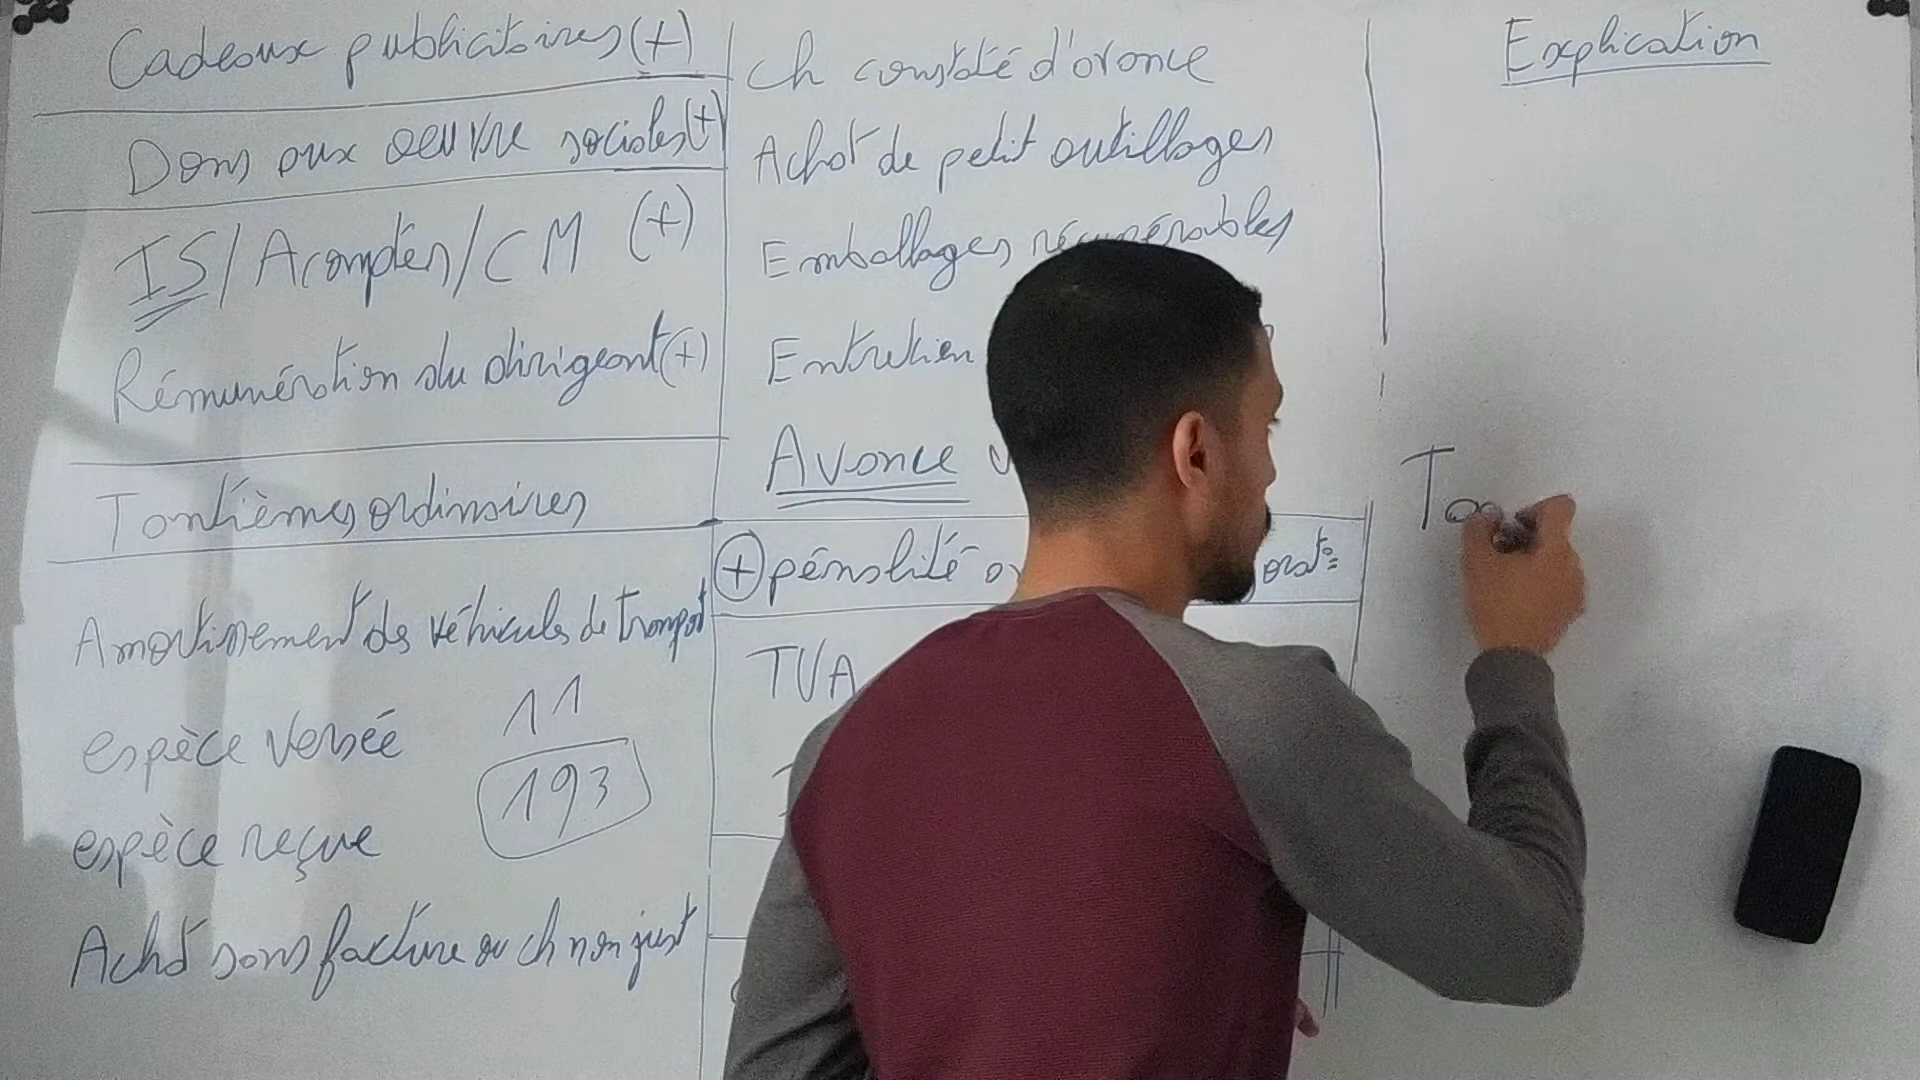 Cadeaux publicitaires (+)
Dons aux oeuvre sociales (+)
IS/Acomptes/CM (+)
Rémunération du dirigeant (+)
Tantièmes ordinaires
Amortissement des véhicules de transport
espèce versée 11
193
espèce reçue
Achat sans facture ou ch non just
ch constaté d'avance
Achat de petit outillages
Emballages récupérables
Entretien
Avance
+ pénalité
TVA
Explication